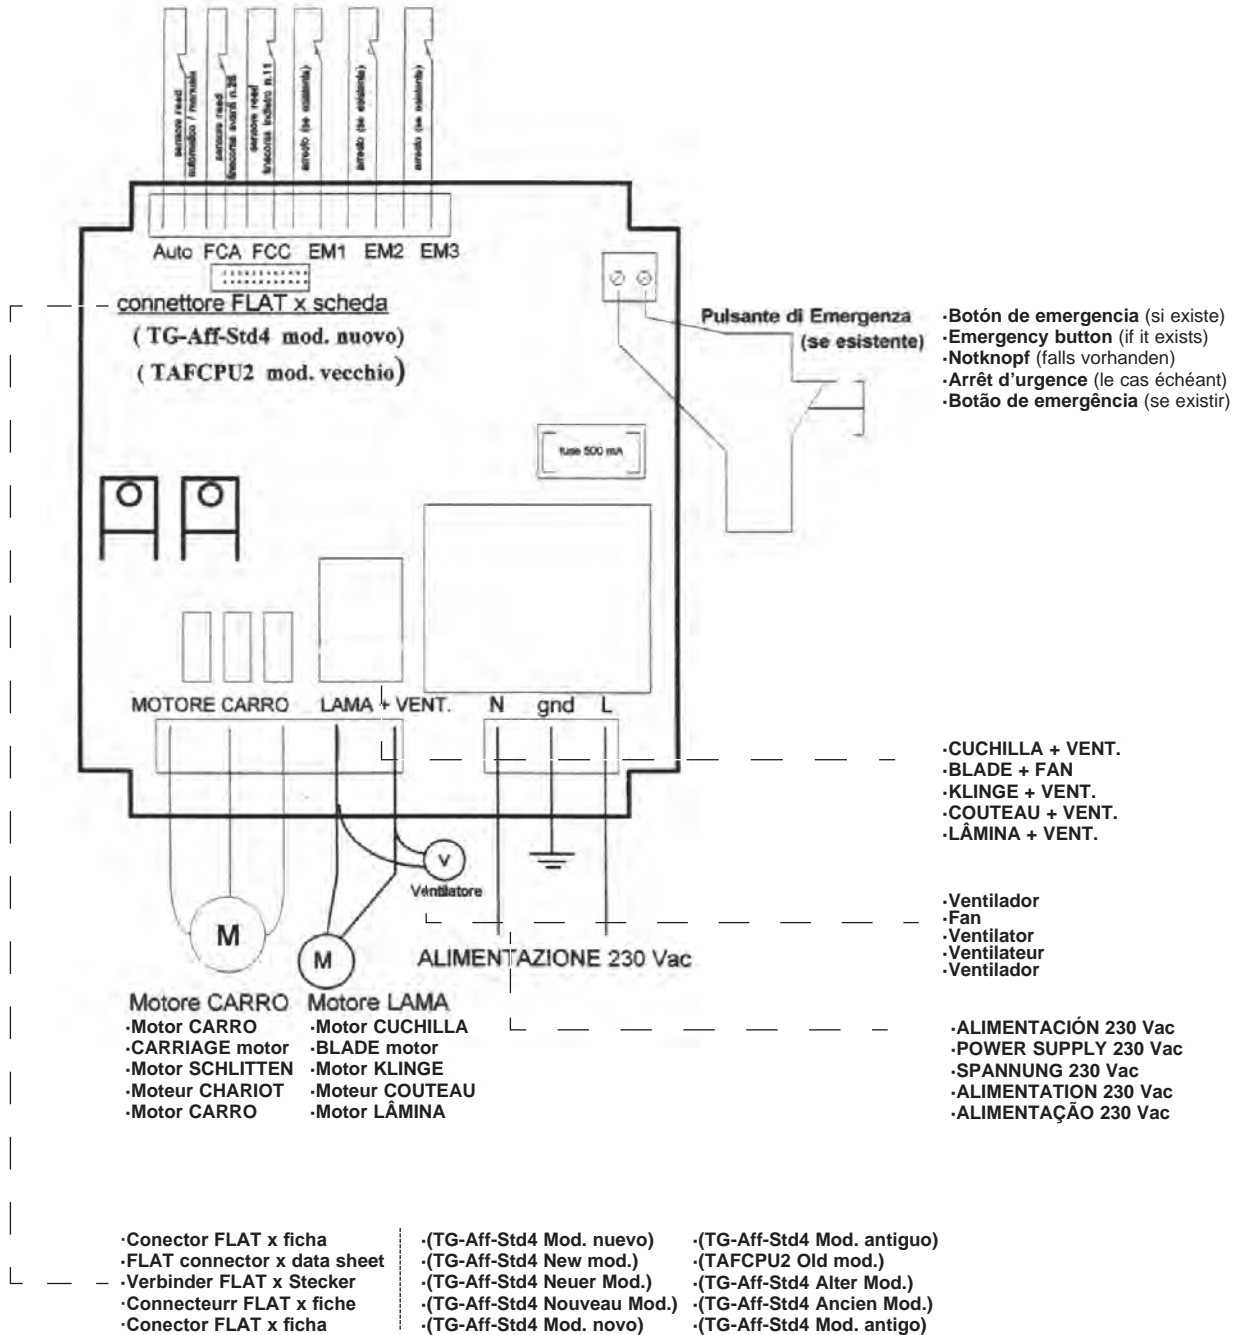 sensore reed
automatico / manuale
sensore reed
finecorsa avanti n.26
sensore reed
finecorsa indietro n.11
arresto (se esistente)
arresto (se esistente)
arresto (se esistente)
Auto FCA FCC EM1 EM2 EM3
connettore FLAT x scheda
( TG-Aff-Std4 mod. nuovo)
( TAFCPU2 mod. vecchio)
Pulsante di Emergenza
(se esistente)
·Botón de emergencia (si existe)
·Emergency button (if it exists)
·Notknopf (falls vorhanden)
·Arrêt d'urgence (le cas échéant)
·Botão de emergência (se existir)
fuse 500 mA
MOTORE CARRO LAMA + VENT. N gnd L
·CUCHILLA + VENT.
·BLADE + FAN
·KLINGE + VENT.
·COUTEAU + VENT.
·LÂMINA + VENT.
V
Ventilatore
·Ventilador
·Fan
·Ventilator
·Ventilateur
·Ventilador
M
M
ALIMENTAZIONE 230 Vac
Motore CARRO
·Motor CARRO
·CARRIAGE motor
·Motor SCHLITTEN
·Moteur CHARIOT
·Motor CARRO
Motore LAMA
·Motor CUCHILLA
·BLADE motor
·Motor KLINGE
·Moteur COUTEAU
·Motor LÂMINA
·ALIMENTACIÓN 230 Vac
·POWER SUPPLY 230 Vac
·SPANNUNG 230 Vac
·ALIMENTATION 230 Vac
·ALIMENTAÇÃO 230 Vac
·Conector FLAT x ficha
·FLAT connector x data sheet
·Verbinder FLAT x Stecker
·Connecteurr FLAT x fiche
·Conector FLAT x ficha
·(TG-Aff-Std4 Mod. nuevo)
·(TG-Aff-Std4 New mod.)
·(TG-Aff-Std4 Neuer Mod.)
·(TG-Aff-Std4 Nouveau Mod.)
·(TG-Aff-Std4 Mod. novo)
·(TG-Aff-Std4 Mod. antiguo)
·(TAFCPU2 Old mod.)
·(TG-Aff-Std4 Alter Mod.)
·(TG-Aff-Std4 Ancien Mod.)
·(TG-Aff-Std4 Mod. antigo)